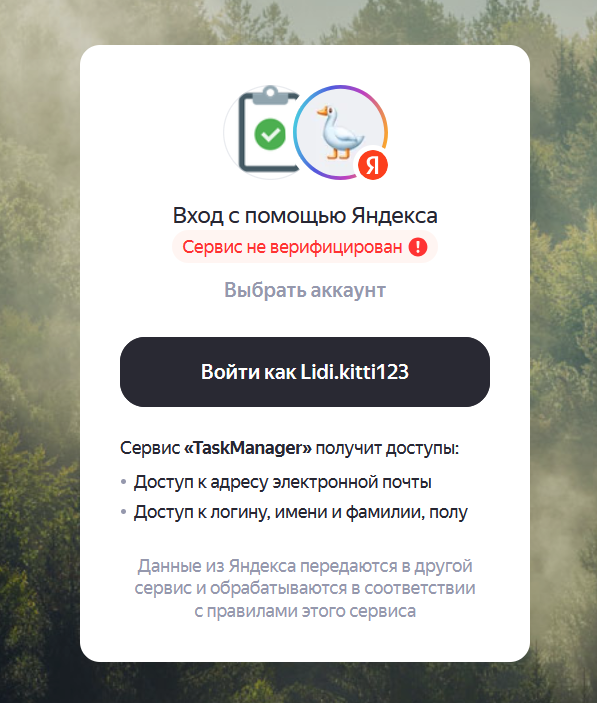 Я
Вход с помощью Яндекса
Сервис не верифицирован !
Выбрать аккаунт
Войти как Lidi.kitti123
Сервис «TaskManager» получит доступы:
• Доступ к адресу электронной почты
• Доступ к логину, имени и фамилии, полу
Данные из Яндекса передаются в другой
сервис и обрабатываются в соответствии
с правилами этого сервиса